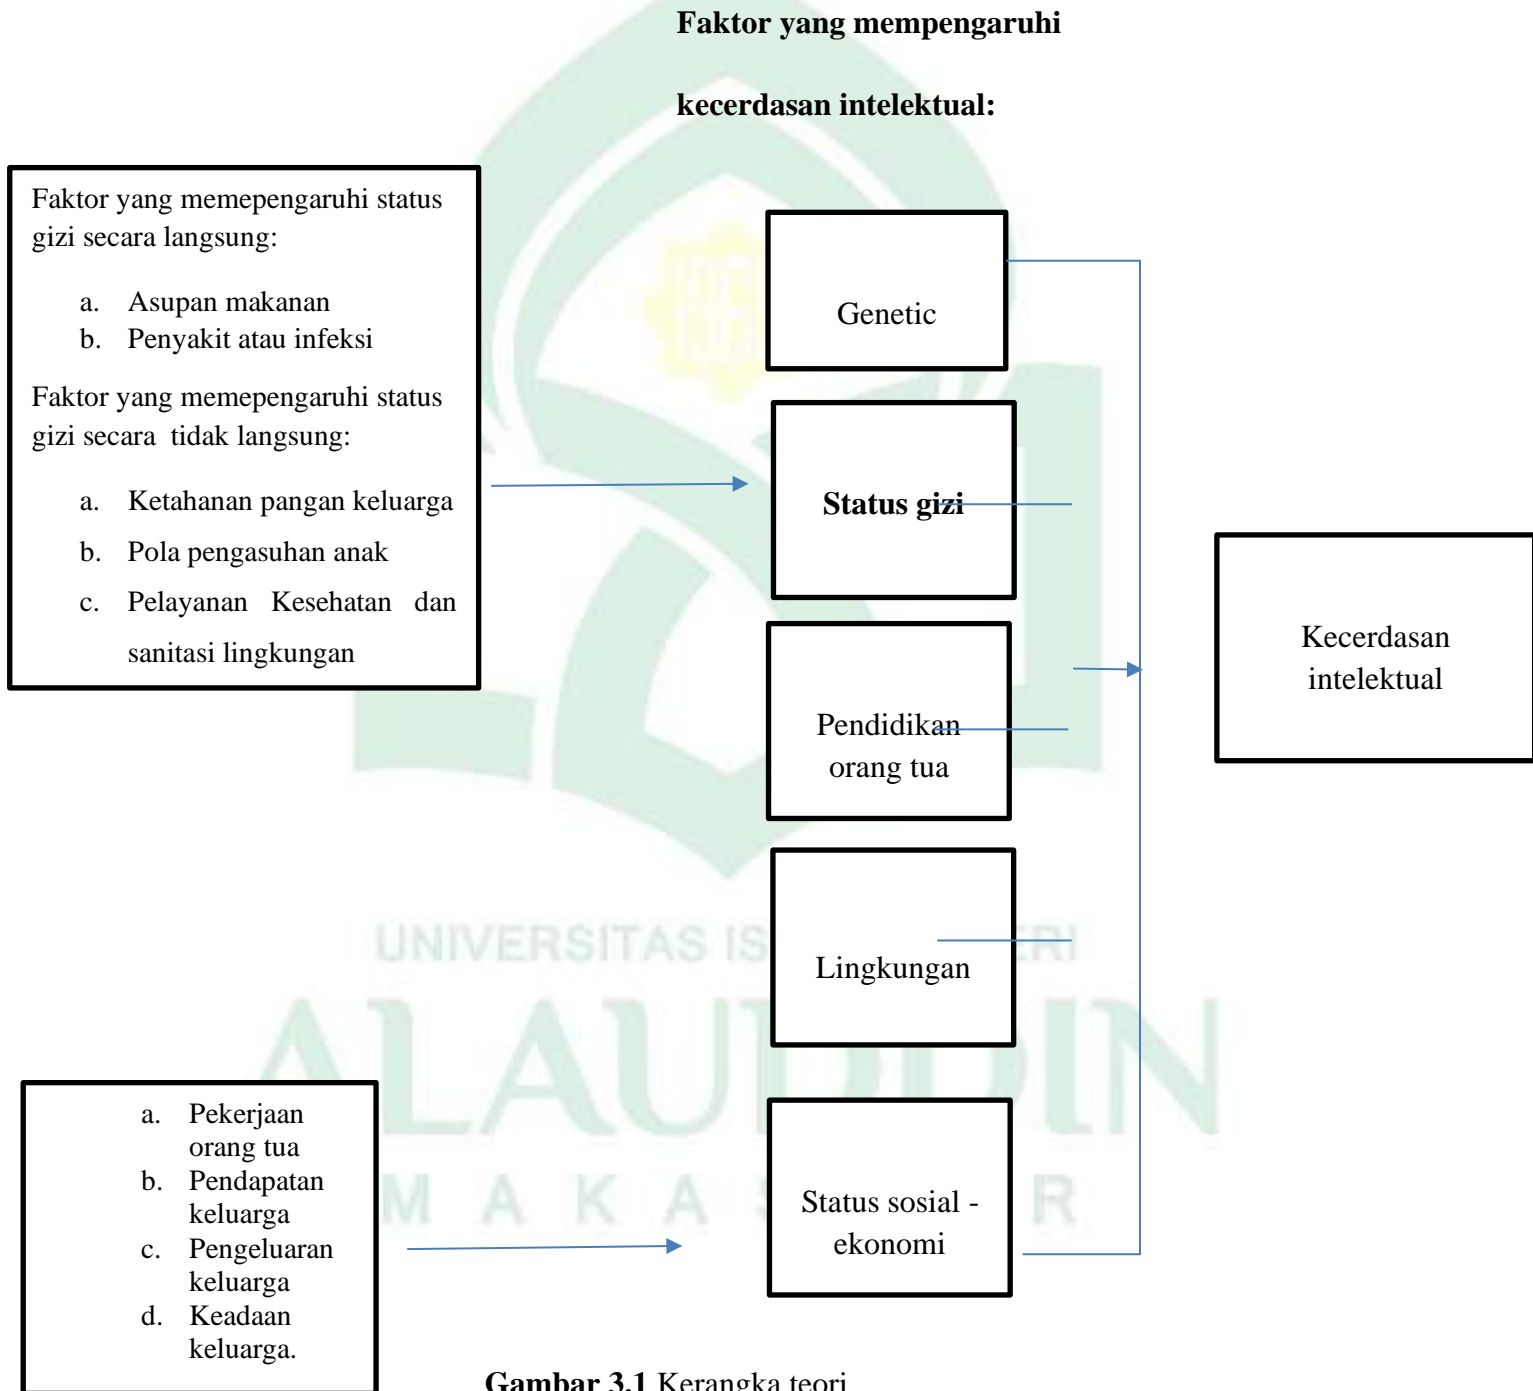 Faktor yang mempengaruhi
kecerdasan intelektual:
Faktor yang memepengaruhi status
gizi secara langsung:
a. Asupan makanan
b. Penyakit atau infeksi
Faktor yang memepengaruhi status
gizi secara tidak langsung:
a. Ketahanan pangan keluarga
b. Pola pengasuhan anak
c. Pelayanan Kesehatan dan
sanitasi lingkungan
Genetic
Status gizi
Pendidikan
orang tua
Lingkungan
Status sosial -
ekonomi
Kecerdasan
intelektual
a. Pekerjaan
orang tua
b. Pendapatan
keluarga
c. Pengeluaran
keluarga
d. Keadaan
keluarga.
UNIVERSITAS IS ERI
ALAUDDIN
M A K A S R
Gambar 3.1 Kerangka teori